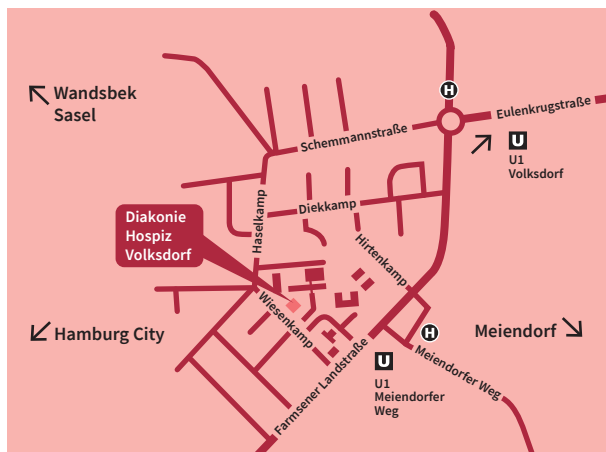 Wandsbek
Sasel
H
Eulenkrugstraße
Schemmannstraße
U
U1
Volksdorf
Diekkamp
Haselkamp
Diakonie
Hospiz
Volksdorf
Hirtenkamp
Wiesenkamp
Hamburg City
H
Meiendorf
Farmsener Landstraße
U
U1
Meiendorfer
Weg
Meiendorfer Weg